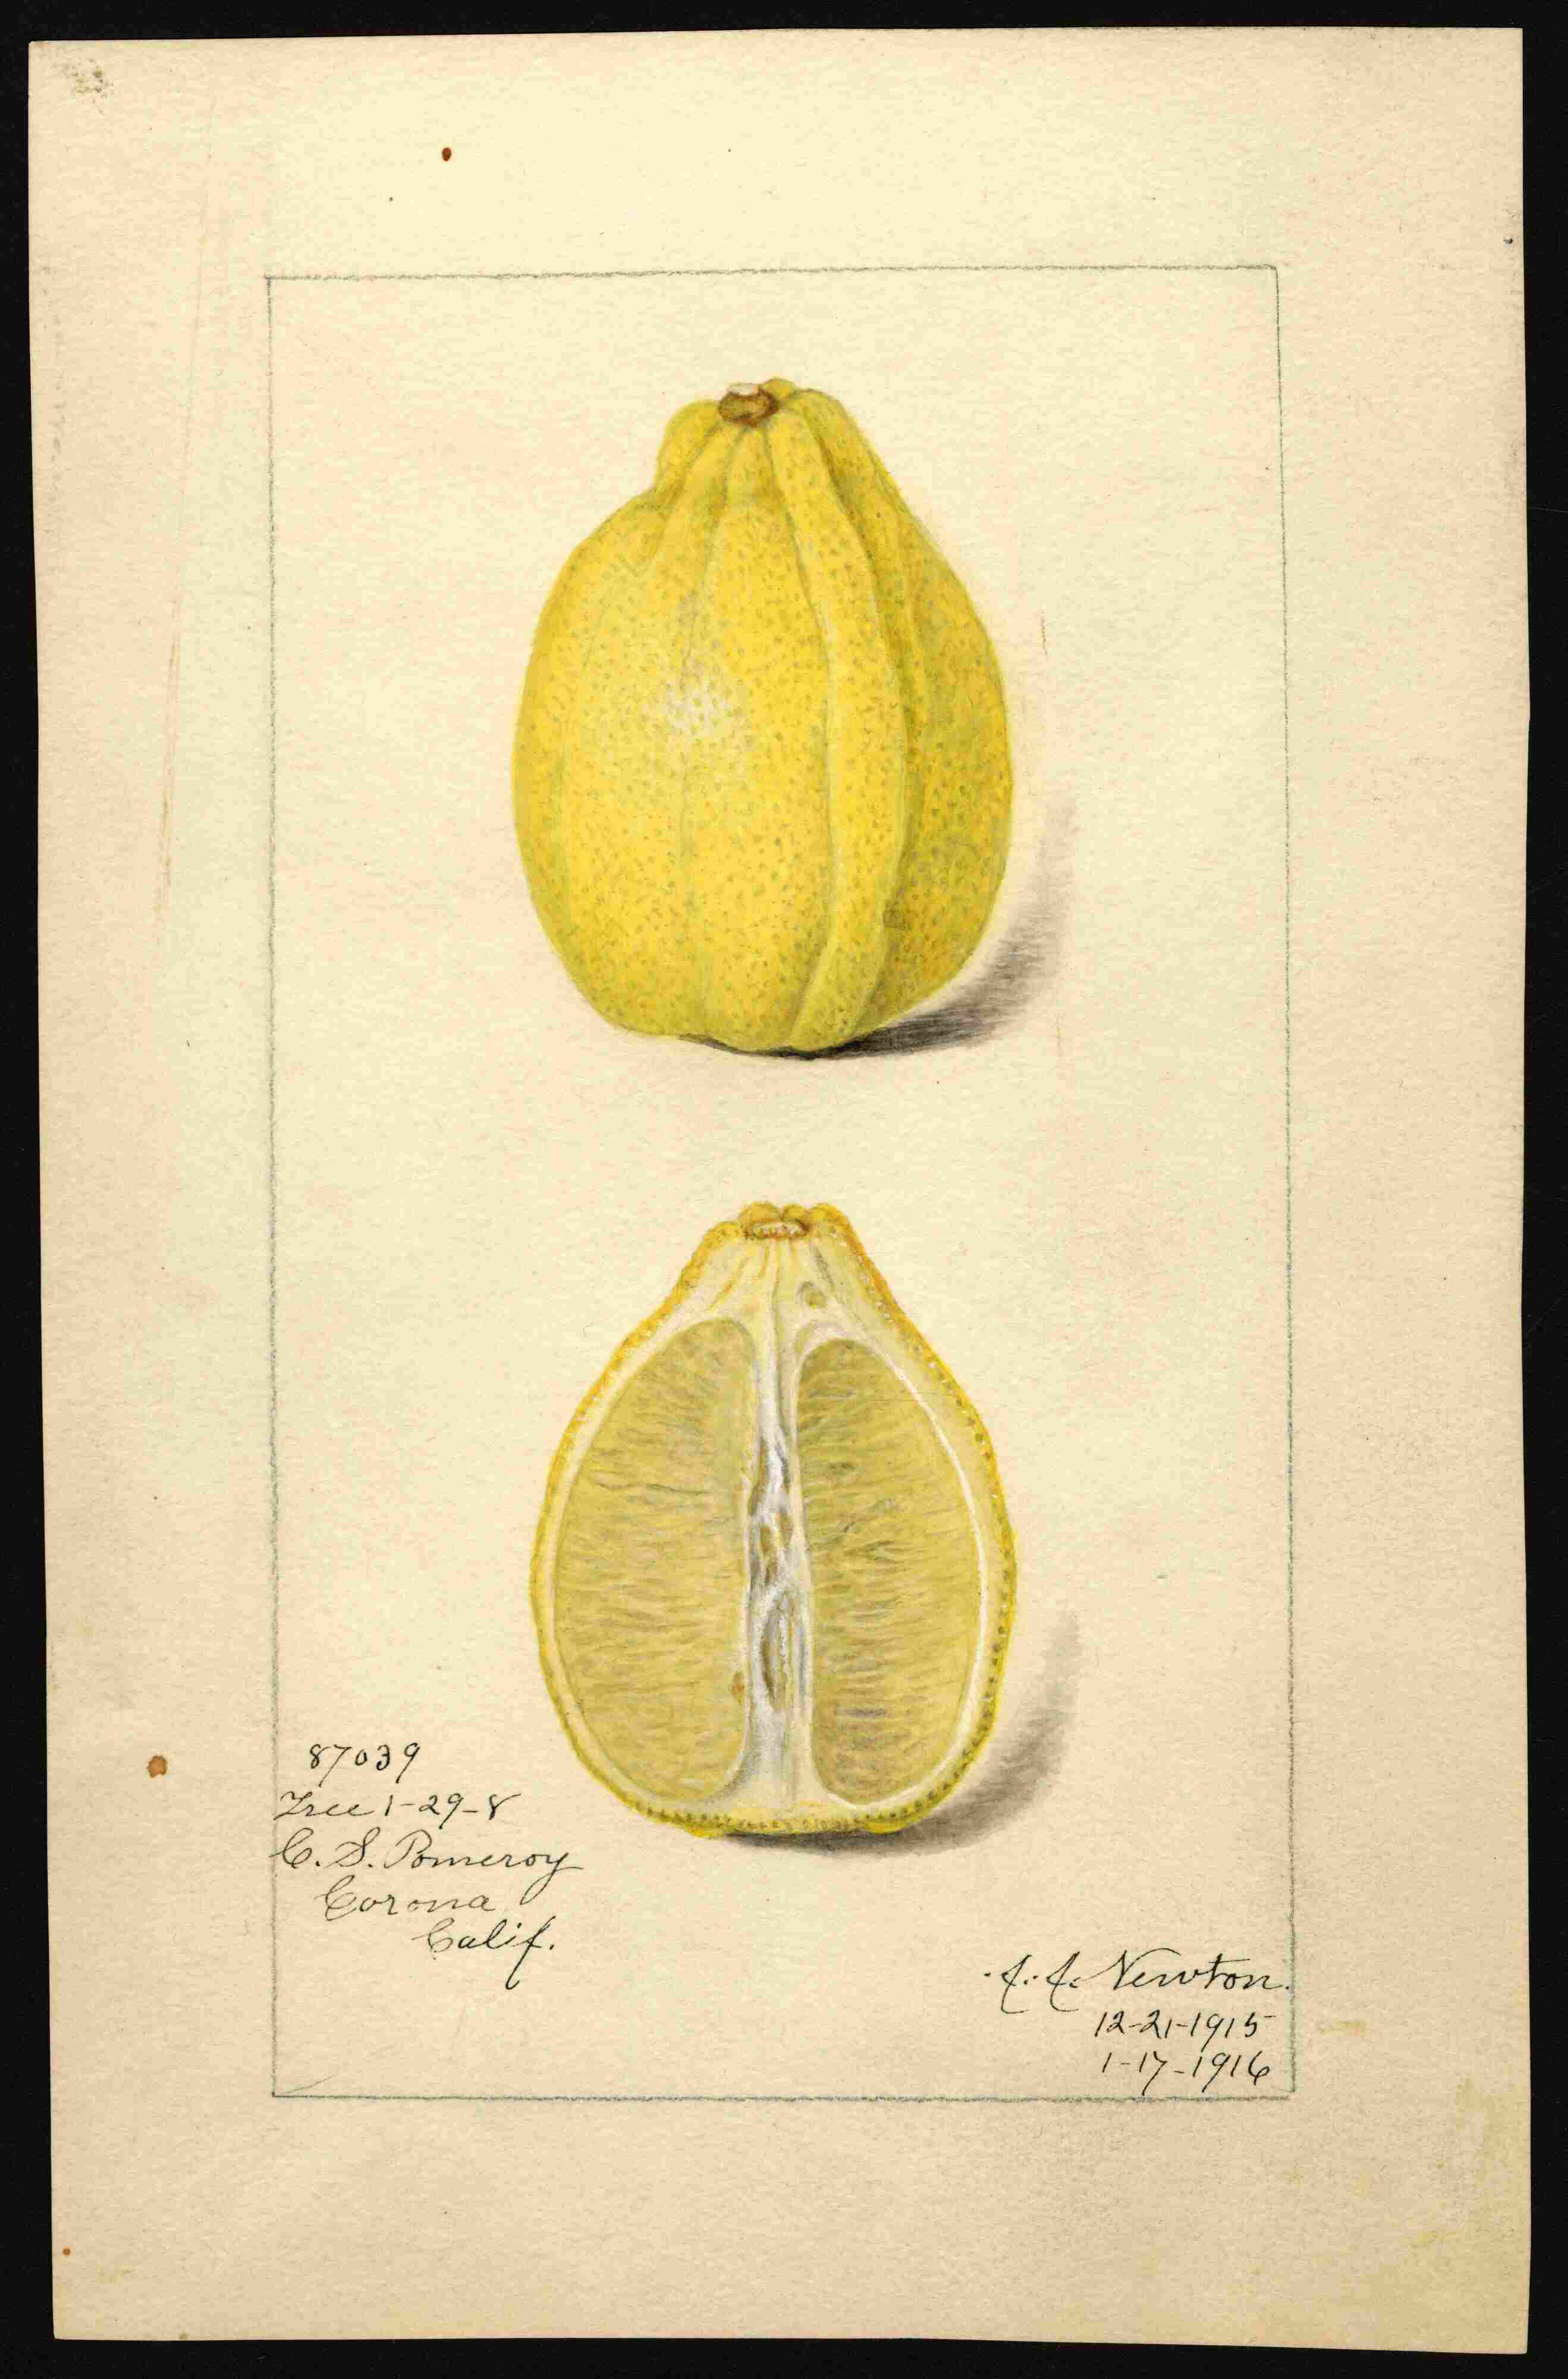 87039
Tree 1-29-8
C. S. Pomeroy
Corona
Calif.
A. A. Newton.
12-21-1915
1-17-1916